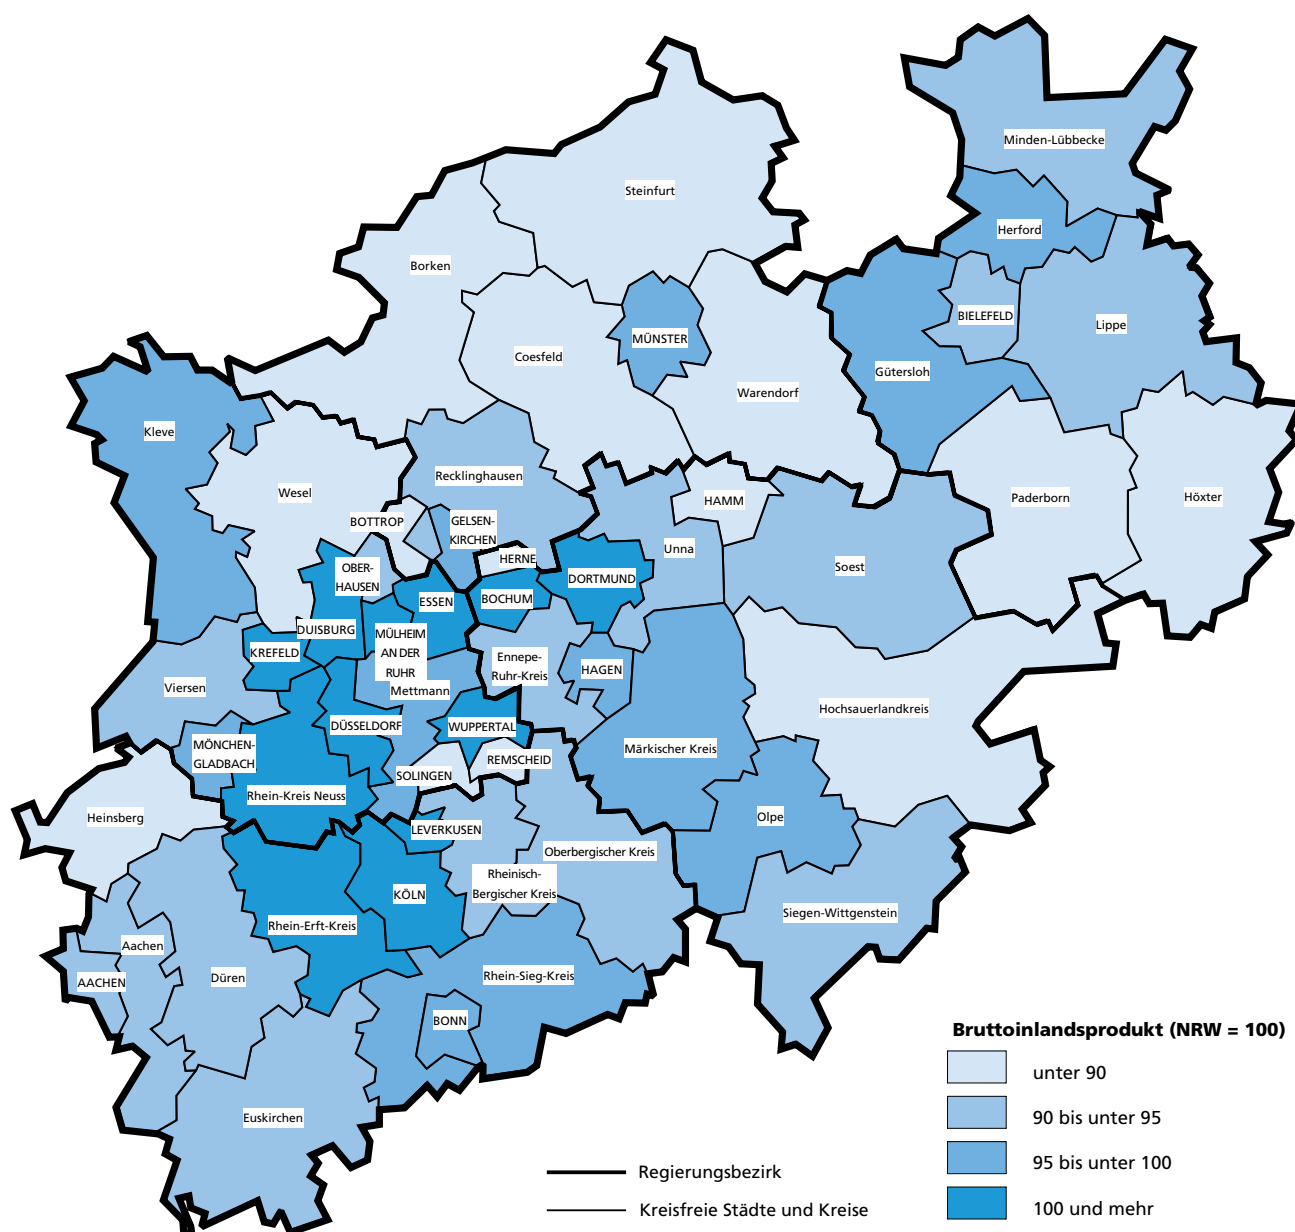 Minden-Lübbecke
Steinfurt
Herford
Borken
BIELEFELD
Lippe
MÜNSTER
Coesfeld
Gütersloh
Warendorf
Kleve
Recklinghausen
Wesel
HAMM
Paderborn
Höxter
BOTTROP
GELSEN-
KIRCHEN
Unna
HERNE
Soest
OBER-
HAUSEN
DORTMUND
ESSEN
BOCHUM
DUISBURG
MÜLHEIM
AN DER
RUHR
KREFELD
Ennepe-
Ruhr-Kreis
HAGEN
Viersen
Mettmann
Hochsauerlandkreis
DÜSSELDORF
WUPPERTAL
MÖNCHEN-
GLADBACH
Märkischer Kreis
REMSCHEID
SOLINGEN
Rhein-Kreis Neuss
Heinsberg
Olpe
LEVERKUSEN
Oberbergischer Kreis
Rheinisch-
Bergischer Kreis
KÖLN
Siegen-Wittgenstein
Rhein-Erft-Kreis
Aachen
AACHEN
Düren
Rhein-Sieg-Kreis
BONN
Euskirchen
Bruttoinlandsprodukt (NRW = 100)
unter 90
90 bis unter 95
95 bis unter 100
100 und mehr
Regierungsbezirk
Kreisfreie Städte und Kreise